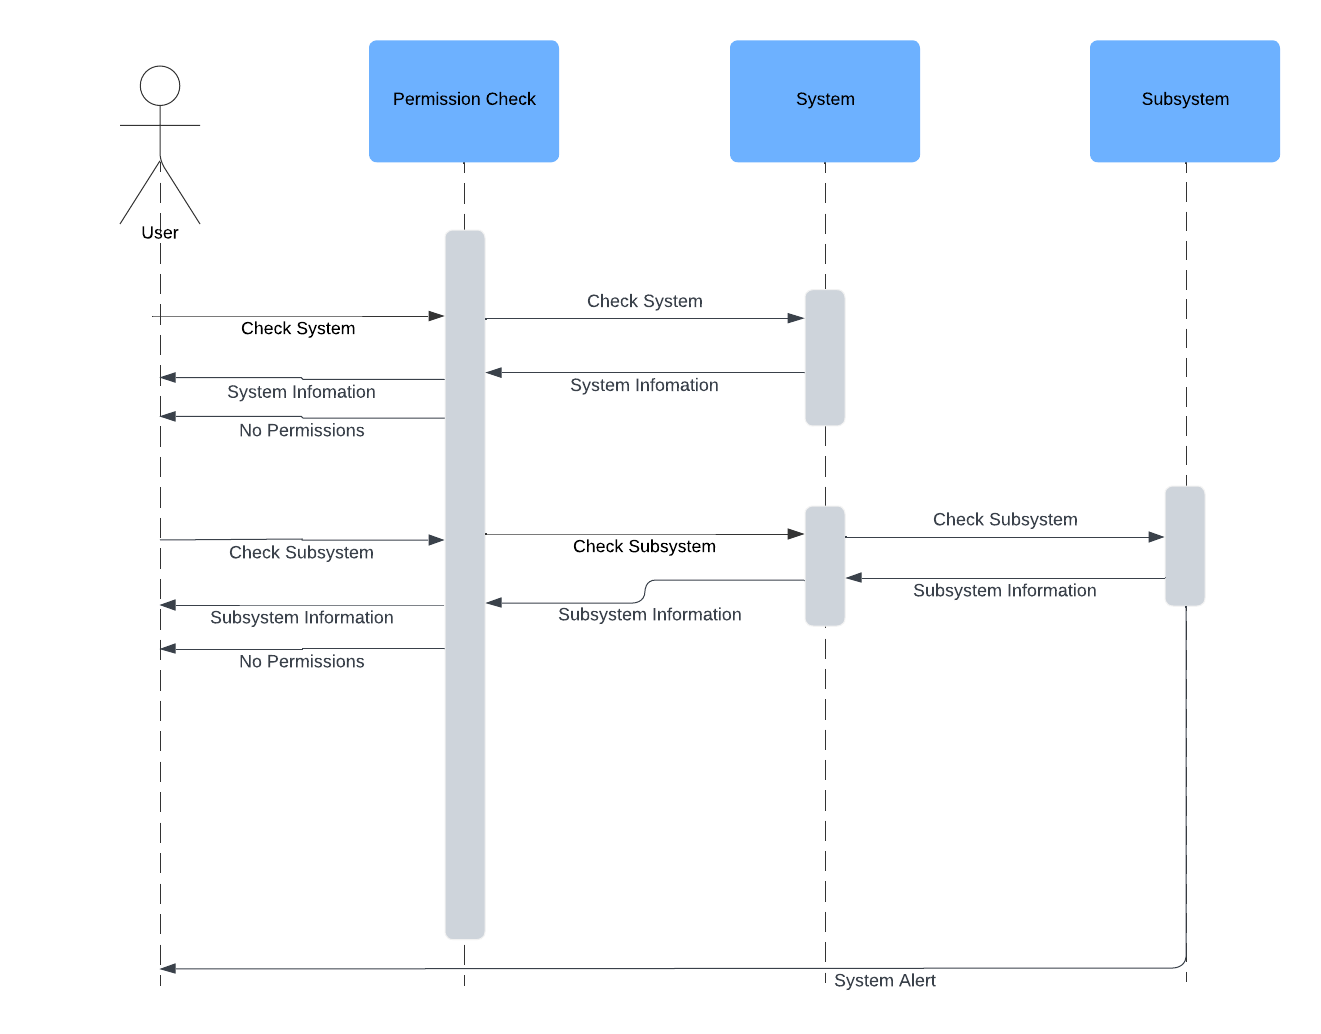 Permission Check
System
Subsystem
User
Check System
Check System
System Infomation
System Infomation
No Permissions
Check Subsystem
Check Subsystem
Check Subsystem
Subsystem Information
Subsystem Information
Subsystem Information
No Permissions
System Alert